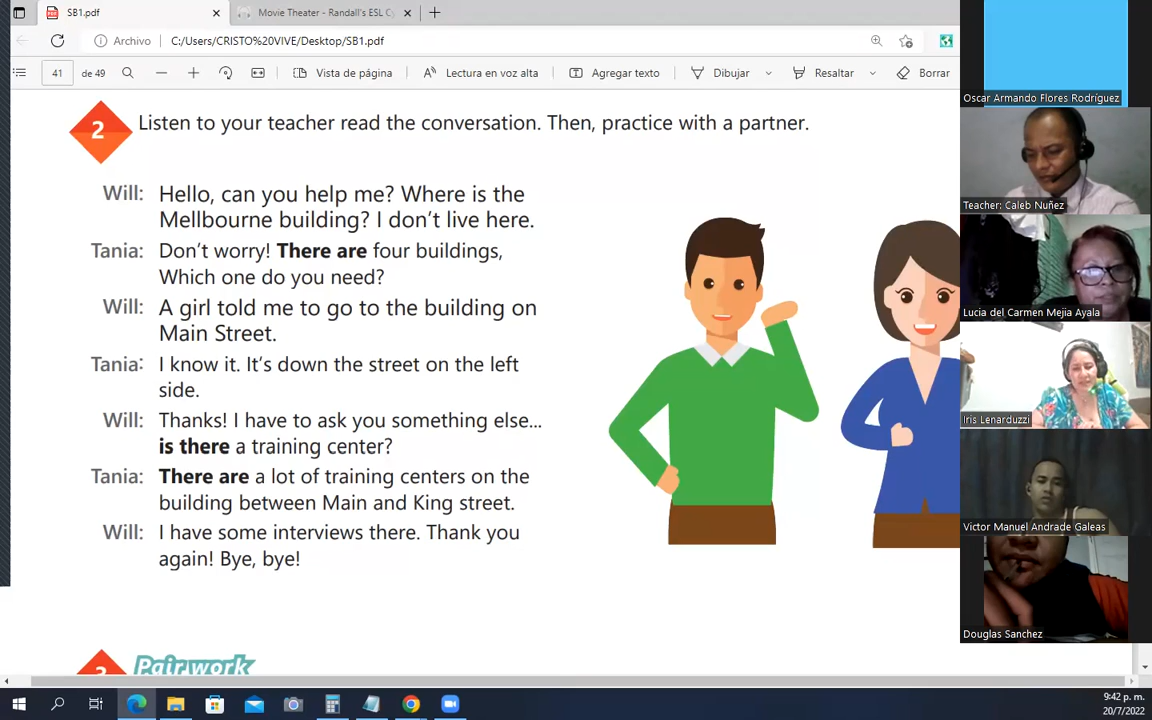 SB1.pdf
Movie Theater - Randall's ESL Cy
Archivo
C:/Users/CRISTO%20VIVE/Desktop/SB1.pdf
41
de 49
Vista de página
Lectura en voz alta
Agregar texto
Dibujar
Resaltar
Borrar
2
Listen to your teacher read the conversation. Then, practice with a partner.
Will: Hello, can you help me? Where is the
Mellbourne building? I don't live here.
Tania: Don't worry! There are four buildings,
Which one do you need?
Will: A girl told me to go to the building on
Main Street.
Tania: I know it. It's down the street on the left
side.
Will: Thanks! I have to ask you something else...
is there a training center?
Tania: There are a lot of training centers on the
building between Main and King street.
Will: I have some interviews there. Thank you
again! Bye, bye!
3
Pair work
Oscar Armando Flores Rodríguez
Teacher: Caleb Nuñez
Lucia del Carmen Mejia Ayala
Iris Lenarduzzi
Víctor Manuel Andrade Galeas
Douglas Sanchez
9:42 p. m.
20/7/2022